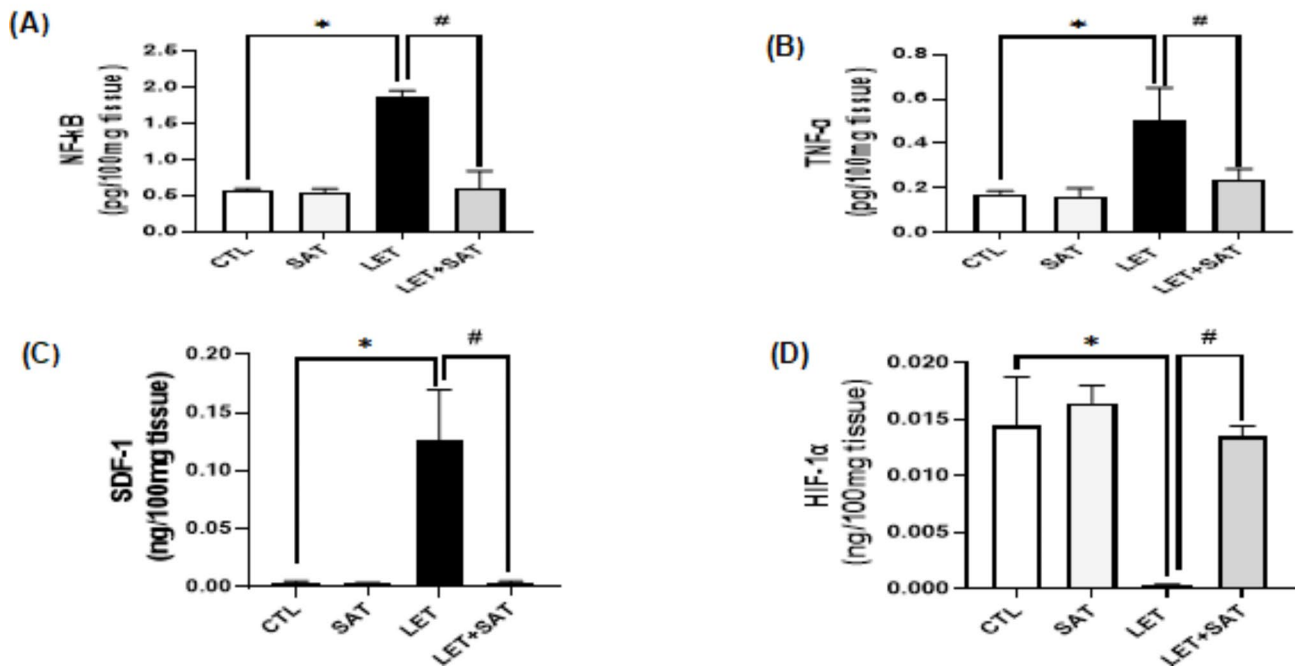 (A)
* #
NF-kB
(pg/100mg tissue)
2.5
2.0
1.5
1.0
0.5
0.0
CTL SAT LET LET+SAT
(B)
* #
TNF-α
(pg/100mg tissue)
0.8
0.6
0.4
0.2
0.0
CTL SAT LET LET+SAT
(C)
* #
SDF-1
(ng/100mg tissue)
0.20
0.15
0.10
0.05
0.00
CTL SAT LET LET+SAT
(D)
* #
HIF-1α
(ng/100mg tissue)
0.020
0.015
0.010
0.005
0.000
CTL SAT LET LET+SAT